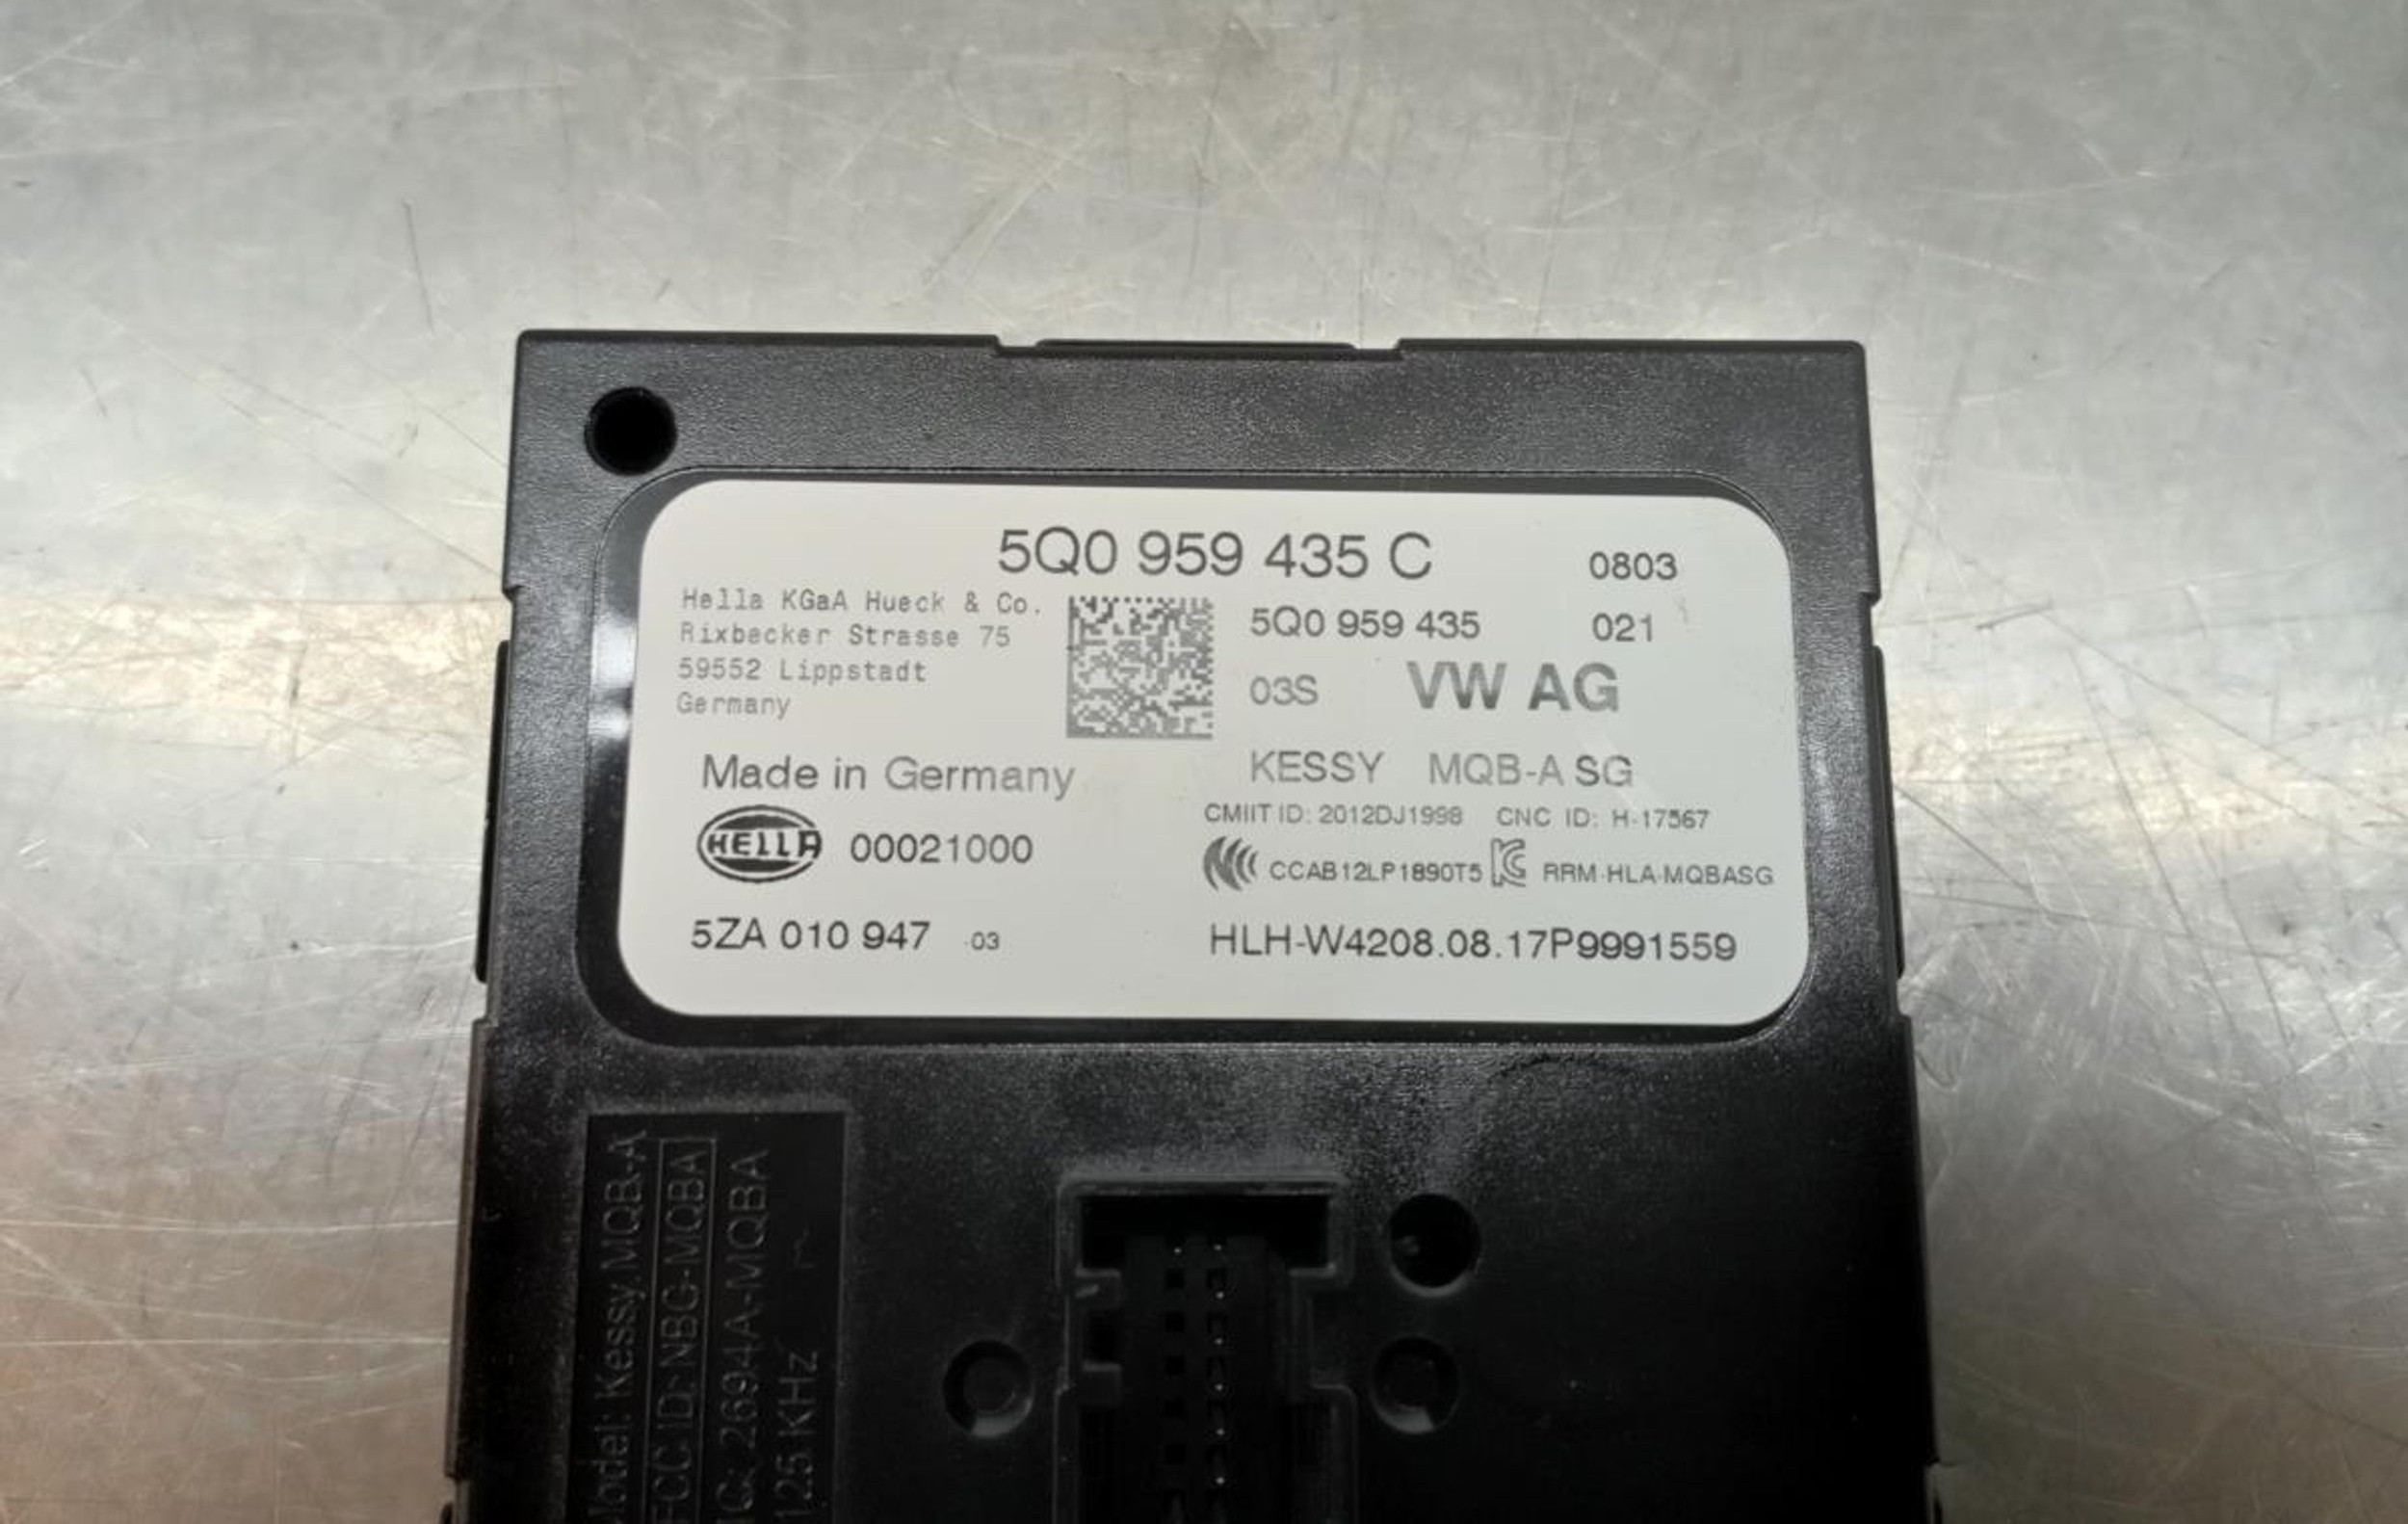 5Q0 959 435 C 0803
Hella KGaA Hueck & Co.
Rixbecker Strasse 75
59552 Lippstadt
Germany
5Q0 959 435 021
03S VW AG
Made in Germany
KESSY MQB-A SG
CMIIT ID: 2012DJ1998 CNC ID: H-17567
HELLA 00021000
CCAB12LP1890T5 KC RRM-HLA-MQBASG
5ZA 010 947 03
HLH-W4208.08.17P9991559
Model: Kessy MQB-A
FCC ID: NBG-MQBA
IC: 2694A-MQBA
125 KHz